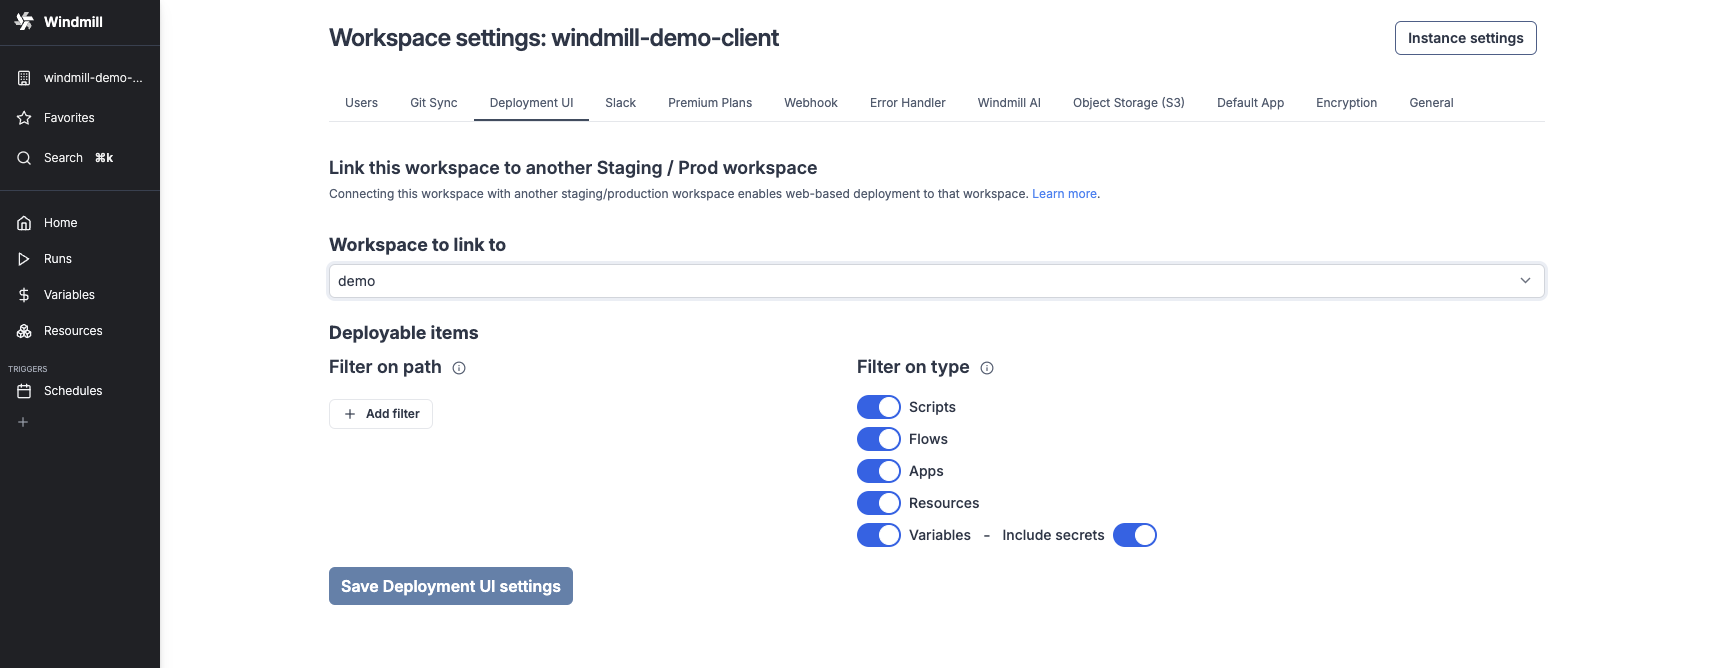 Windmill
windmill-demo-...
Favorites
Search ⌘k
Home
Runs
Variables
Resources
TRIGGERS
Schedules
Workspace settings: windmill-demo-client
Instance settings
Users Git Sync Deployment UI Slack Premium Plans Webhook Error Handler Windmill AI Object Storage (S3) Default App Encryption General
Link this workspace to another Staging / Prod workspace
Connecting this workspace with another staging/production workspace enables web-based deployment to that workspace. Learn more.
Workspace to link to
demo
Deployable items
Filter on path
+ Add filter
Filter on type
Scripts
Flows
Apps
Resources
Variables - Include secrets
Save Deployment UI settings